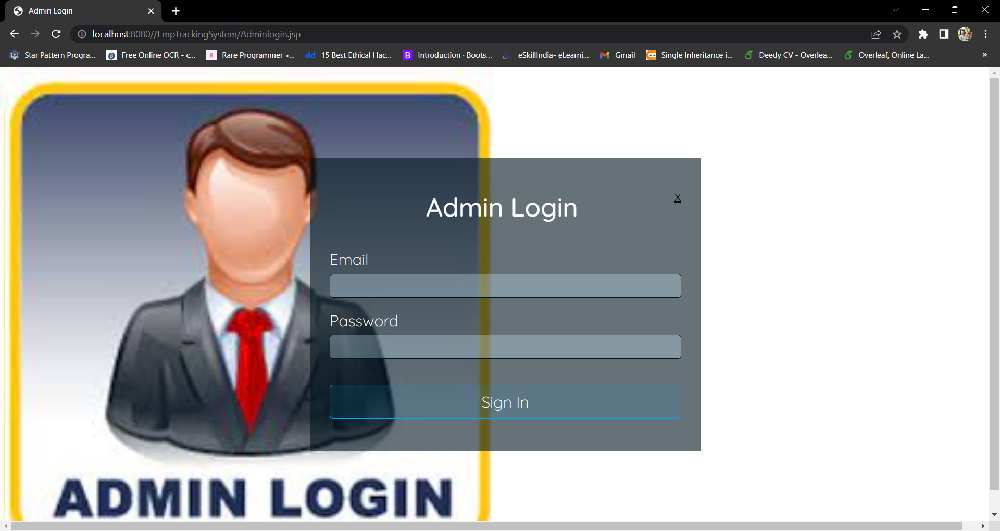 Admin Login
localhost:8080//EmpTrackingSystem/Adminlogin.jsp
Star Pattern Progra... Free Online OCR - c... Rare Programmer »... dd 15 Best Ethical Hac... B Introduction · Boots... eSkillIndia- eLearni... Gmail Single Inheritance i... Deedy CV - Overlea... Overleaf, Online La... »
Admin Login
X
Email
Password
Sign In
ADMIN LOGIN